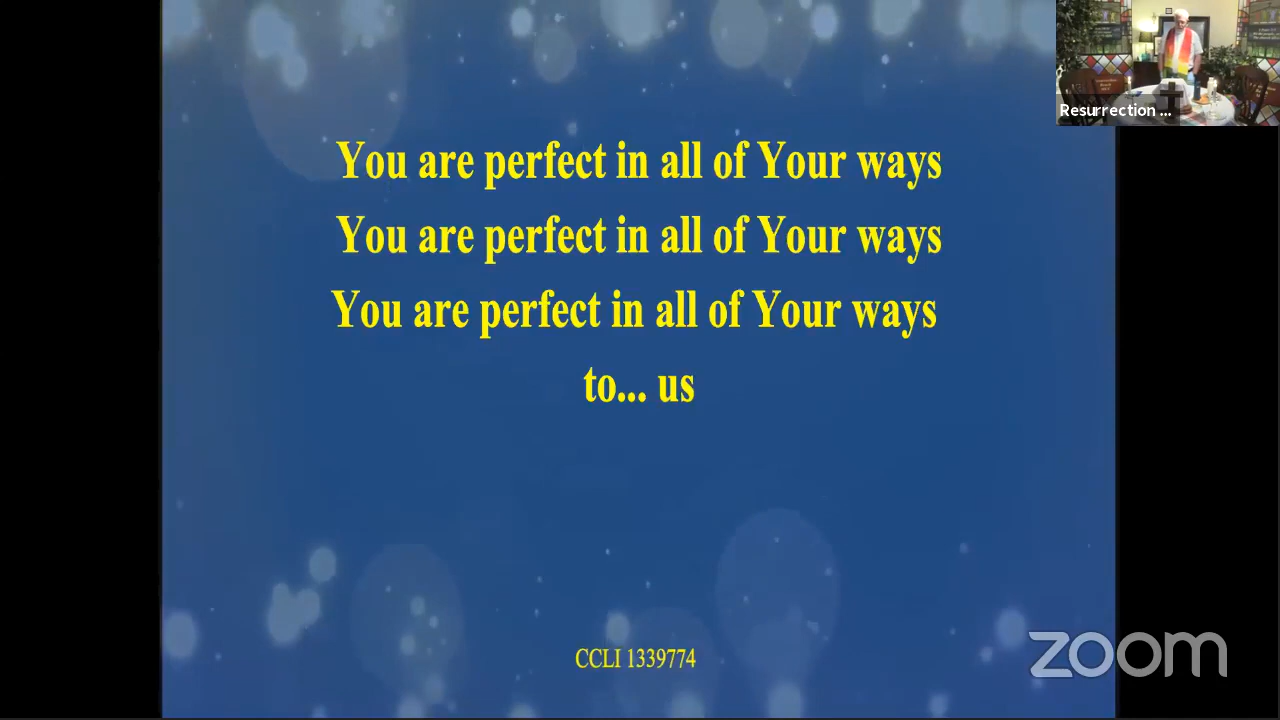 You are perfect in all of Your ways
You are perfect in all of Your ways
You are perfect in all of Your ways
to... us
CCLI 1339774
Resurrection ...
zoom